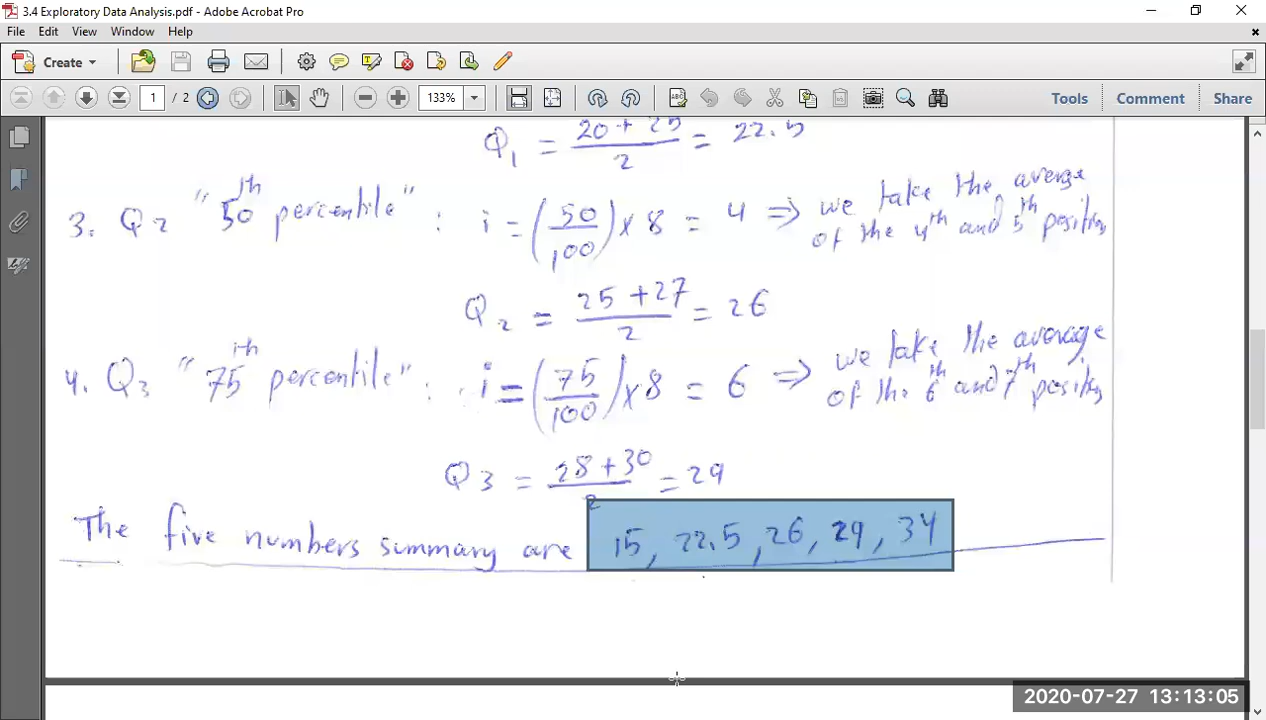 3.4 Exploratory Data Analysis.pdf - Adobe Acrobat Pro
File Edit View Window Help
Create
1 / 2 133% Tools Comment Share
Q1 = 20 + 25 / 2 = 22.5
3. Q2 "50th percentile" : i = (50/100) x 8 = 4 ⇒ we take the averge
of the 4th and 5th position
Q2 = 25 + 27 / 2 = 26
4. Q3 "75th percentile" : i = (75/100) x 8 = 6 ⇒ we take the average
of the 6th and 7th position
Q3 = 28 + 30 / 2 = 29
The five numbers summary are 15, 22.5, 26, 29, 34
2020-07-27 13:13:05